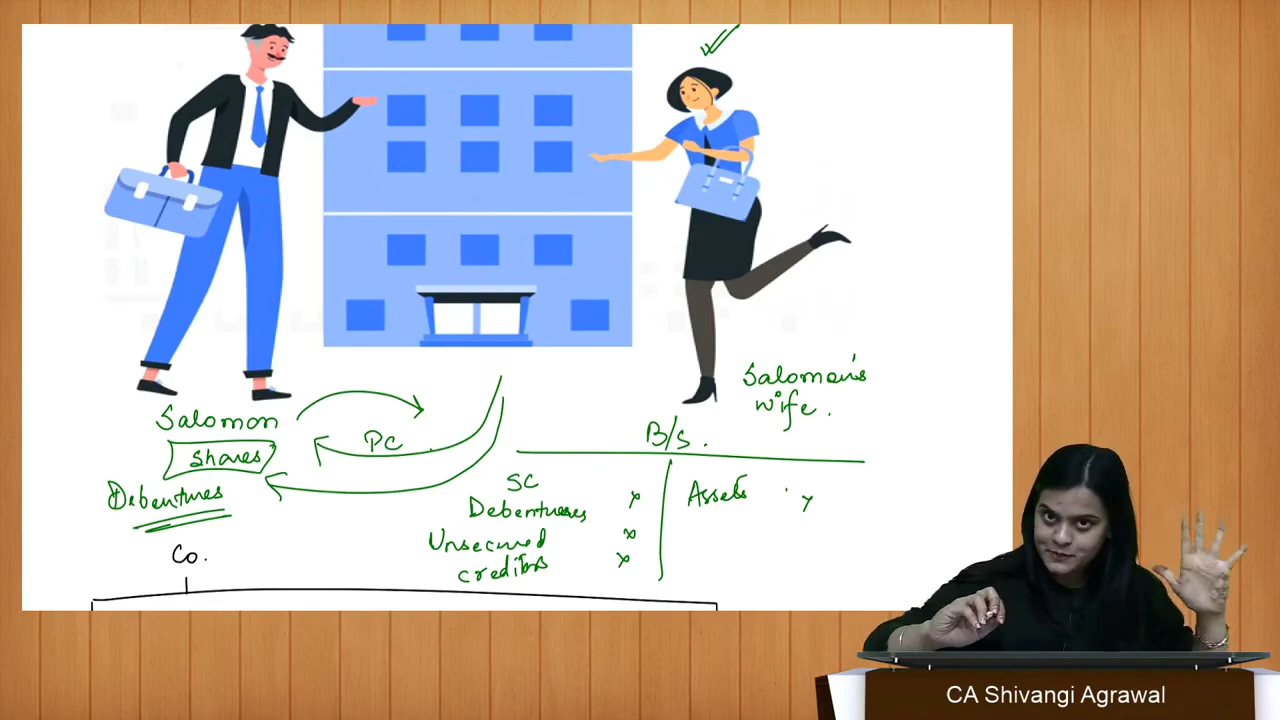 Salomon
shares
Debentures
Co.
PC
Salomon's
wife.
B/s.
SC
Debentures x
Unsecured x
creditors x
Assets
CA Shivangi Agrawal